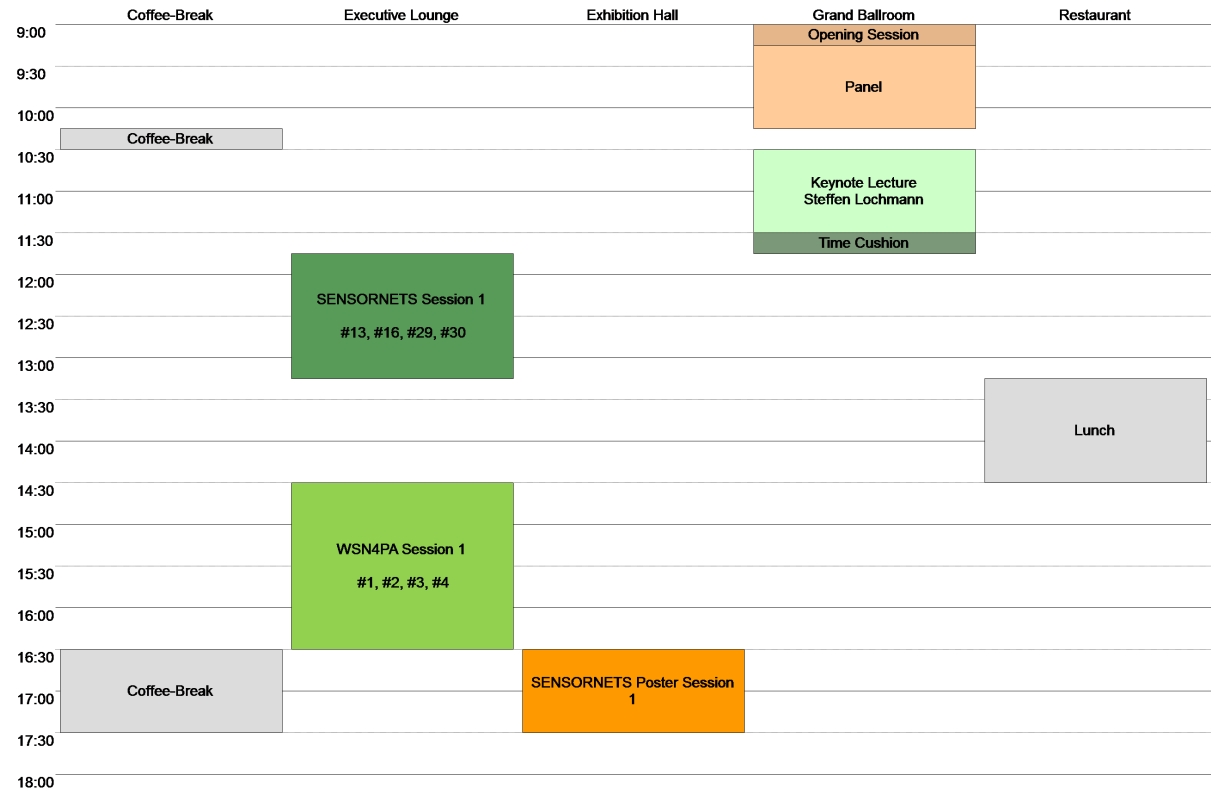 Coffee-Break
Executive Lounge
Exhibition Hall
Grand Ballroom
Restaurant
9:00
Opening Session
9:30
Panel
10:00
Coffee-Break
10:30
Keynote Lecture
Steffen Lochmann
11:00
11:30
Time Cushion
12:00
SENSORNETS Session 1
12:30
#13, #16, #29, #30
13:00
13:30
Lunch
14:00
14:30
15:00
WSN4PA Session 1
15:30
#1, #2, #3, #4
16:00
16:30
SENSORNETS Poster Session
1
Coffee-Break
17:00
17:30
18:00